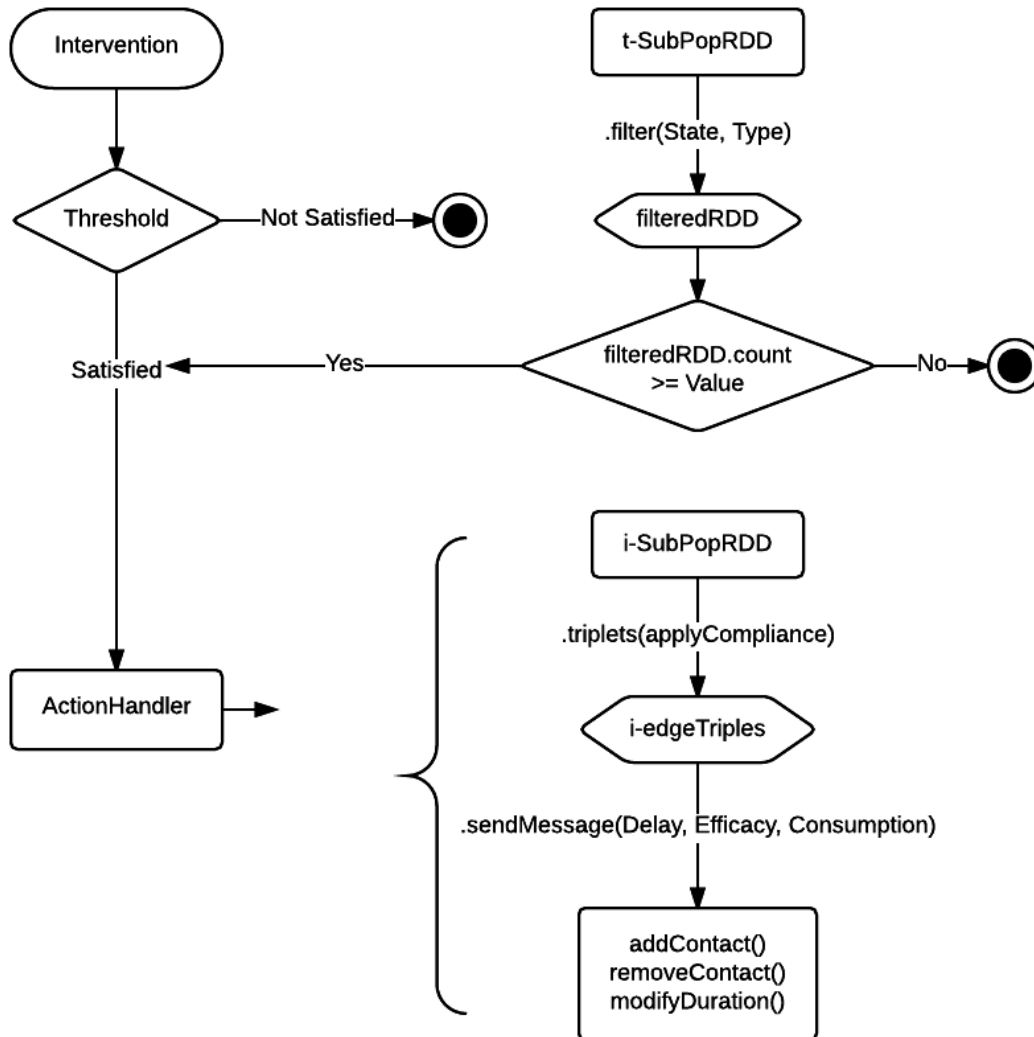 Intervention
t-SubPopRDD
.filter(State, Type)
Threshold
Not Satisfied
filteredRDD
Satisfied
Yes
filteredRDD.count
>= Value
No
i-SubPopRDD
.triplets(applyCompliance)
ActionHandler
i-edgeTriples
.sendMessage(Delay, Efficacy, Consumption)
addContact()
removeContact()
modifyDuration()